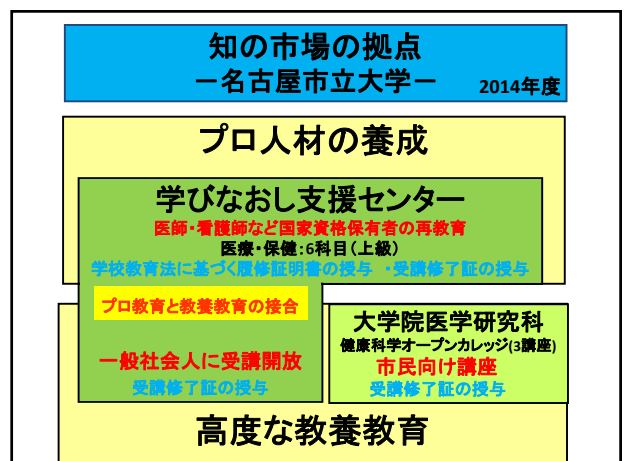 知の市場の拠点
－名古屋市立大学－
2014年度
プロ人材の養成
学びなおし支援センター
医師・看護師など国家資格保有者の再教育
医療・保健：6科目（上級）
学校教育法に基づく履修証明書の授与 ・受講修了証の授与
プロ教育と教養教育の接合
一般社会人に受講開放
受講修了証の授与
大学院医学研究科
健康科学オープンカレッジ(3講座)
市民向け講座
受講修了証の授与
高度な教養教育